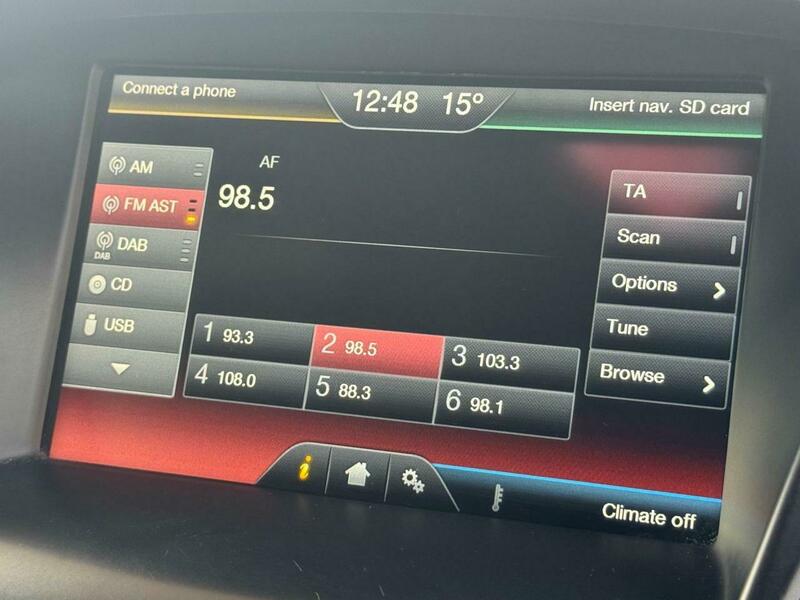 Connect a phone
12:48 15º
Insert nav. SD card
AM
FM AST
DAB
DAB
CD
USB
AF
98.5
TA
Scan
Options
Tune
Browse
1 93.3
2 98.5
3 103.3
4 108.0
5 88.3
6 98.1
i
Climate off